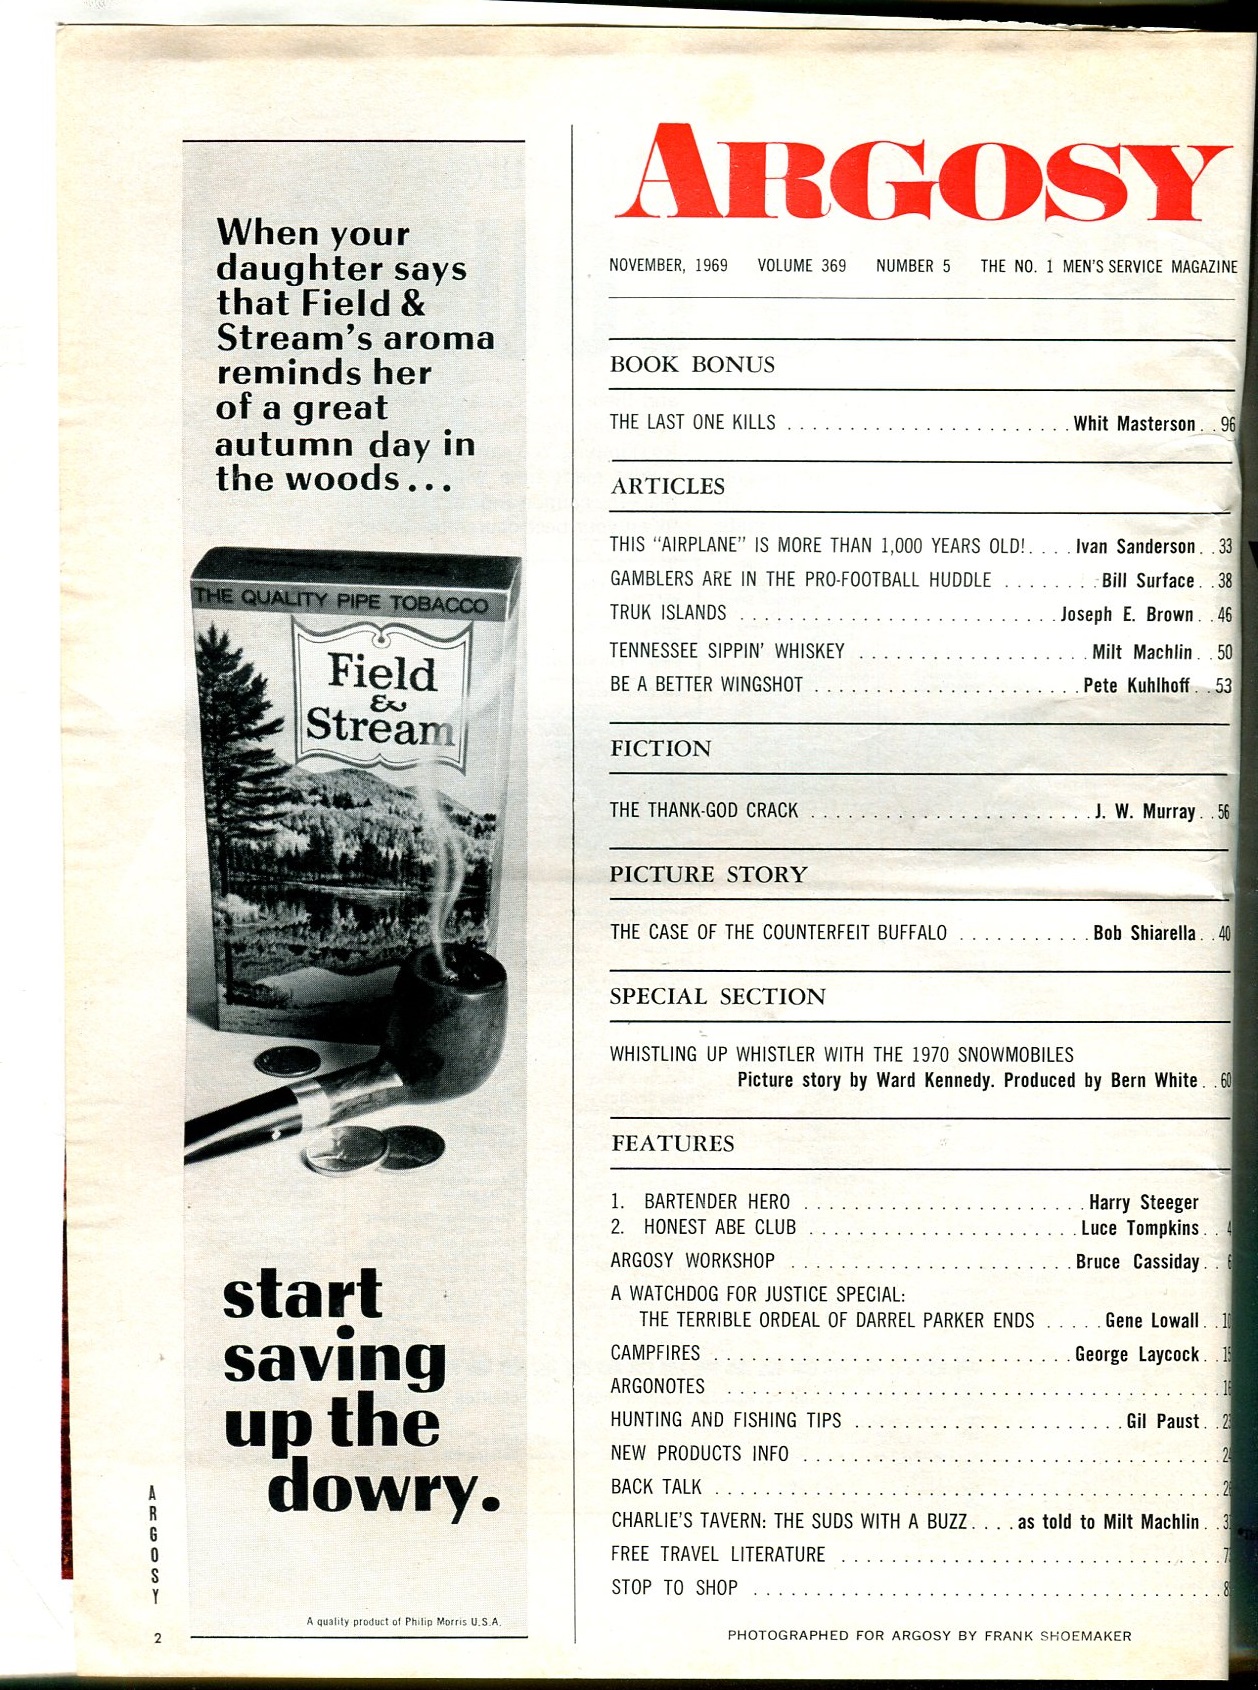 When your
daughter says
that Field &
Stream's aroma
reminds her
of a great
autumn day in
the woods...
THE QUALITY PIPE TOBACCO
Field
&
Stream
start
saving
up the
dowry.
A quality product of Philip Morris U.S.A.
ARGOSY
2
ARGOSY
NOVEMBER, 1969 VOLUME 369 NUMBER 5 THE NO. 1 MEN'S SERVICE MAGAZINE
BOOK BONUS
THE LAST ONE KILLS . . . . . . . . . . . . . . . . . . . . . . . Whit Masterson . . 96
ARTICLES
THIS "AIRPLANE" IS MORE THAN 1,000 YEARS OLD! . . . . Ivan Sanderson . . 33
GAMBLERS ARE IN THE PRO-FOOTBALL HUDDLE . . . . . . . . Bill Surface . . 38
TRUK ISLANDS . . . . . . . . . . . . . . . . . . . . . . . . . . Joseph E. Brown . . 46
TENNESSEE SIPPIN' WHISKEY . . . . . . . . . . . . . . . . . . . Milt Machlin . . 50
BE A BETTER WINGSHOT . . . . . . . . . . . . . . . . . . . . . . Pete Kuhlhoff . . 53
FICTION
THE THANK-GOD CRACK . . . . . . . . . . . . . . . . . . . . . . . J. W. Murray . . 56
PICTURE STORY
THE CASE OF THE COUNTERFEIT BUFFALO . . . . . . . . . . . Bob Shiarella . . 40
SPECIAL SECTION
WHISTLING UP WHISTLER WITH THE 1970 SNOWMOBILES
Picture story by Ward Kennedy. Produced by Bern White . . 60
FEATURES
1. BARTENDER HERO . . . . . . . . . . . . . . . . . . . . . . . Harry Steeger
2. HONEST ABE CLUB . . . . . . . . . . . . . . . . . . . . . . Luce Tompkins . . 4
ARGOSY WORKSHOP . . . . . . . . . . . . . . . . . . . . . . . Bruce Cassiday . . 6
A WATCHDOG FOR JUSTICE SPECIAL:
THE TERRIBLE ORDEAL OF DARREL PARKER ENDS . . . . . Gene Lowall . .
CAMPFIRES . . . . . . . . . . . . . . . . . . . . . . . . . . . . . George Laycock . .
ARGONOTES . . . . . . . . . . . . . . . . . . . . . . . . . . . . . . . . . . . . . . . .
HUNTING AND FISHING TIPS . . . . . . . . . . . . . . . . . . . . . . Gil Paust . .
NEW PRODUCTS INFO . . . . . . . . . . . . . . . . . . . . . . . . . . . . . . . . . .
BACK TALK . . . . . . . . . . . . . . . . . . . . . . . . . . . . . . . . . . . . . . . . .
CHARLIE'S TAVERN: THE SUDS WITH A BUZZ . . . . as told to Milt Machlin . .
FREE TRAVEL LITERATURE . . . . . . . . . . . . . . . . . . . . . . . . . . . . . . .
STOP TO SHOP . . . . . . . . . . . . . . . . . . . . . . . . . . . . . . . . . . . . . .
PHOTOGRAPHED FOR ARGOSY BY FRANK SHOEMAKER